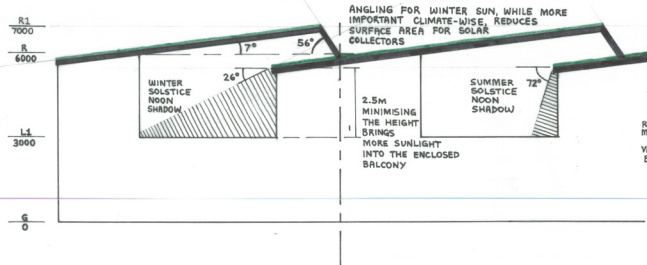 ANGLING FOR WINTER SUN, WHILE MORE
IMPORTANT CLIMATE-WISE, REDUCES
SURFACE AREA FOR SOLAR
COLLECTORS
R1
7000
R
6000
7°
56°
26°
WINTER
SOLSTICE
NOON
SHADOW
2.5m
MINIMISING
THE HEIGHT
BRINGS
MORE SUNLIGHT
INTO THE ENCLOSED
BALCONY
SUMMER
SOLSTICE
NOON
SHADOW
72°
L1
3000
G
0